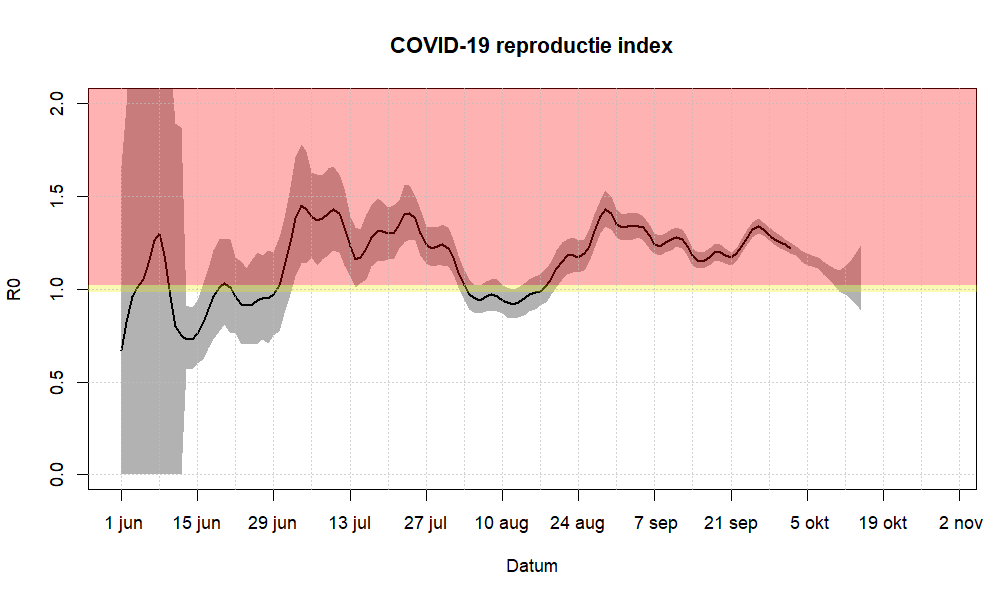 COVID-19 reproductie index
R0
2.0
1.5
1.0
0.5
0.0
1 jun 15 jun 29 jun 13 jul 27 jul 10 aug 24 aug 7 sep 21 sep 5 okt 19 okt 2 nov
Datum